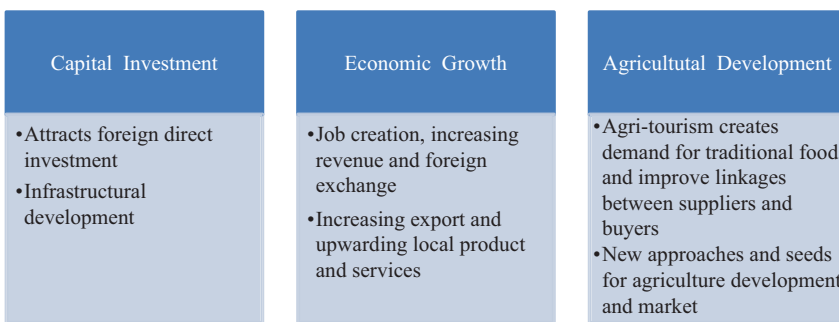 Capital Investment
•Attracts foreign direct
investment
•Infrastructural
development
Economic Growth
•Job creation, increasing
revenue and foreign
exchange
•Increasing export and
upwarding local product
and services
Agricultutal Development
•Agri-tourism creates
demand for traditional food
and improve linkages
between suppliers and
buyers
•New approaches and seeds
for agriculture development
and market